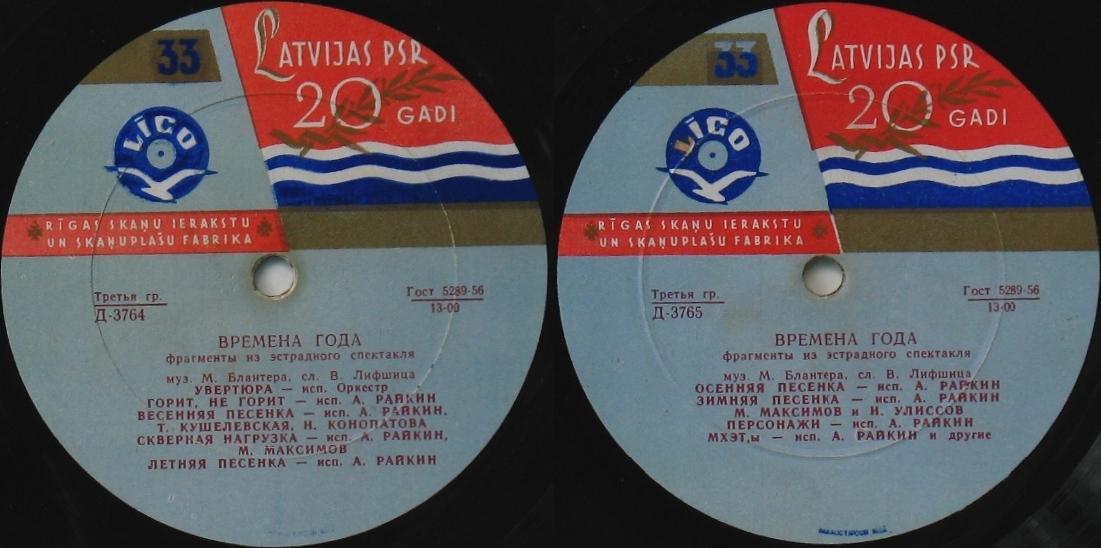 33
LATVIJAS PSR
20 GADI
LĪGO
RĪGAS SKAŅU IERAKSTU
UN SKAŅUPLAŠU FABRIKA
Третья гр.
Д-3764
Гост 5289-56
13-00
ВРЕМЕНА ГОДА
фрагменты из эстрадного спектакля
муз. М. Блантера, сл. В. Лифшица
УВЕРТЮРА — исп. Оркестр
ГОРИТ, НЕ ГОРИТ — исп. А. РАЙКИН
ВЕСЕННЯЯ ПЕСЕНКА — исп. А. РАЙКИН,
Т. КУШЕЛЕВСКАЯ, Н. КОНОПАТОВА
СКВЕРНАЯ НАГРУЗКА — исп. А. РАЙКИН,
М. МАКСИМОВ
ЛЕТНЯЯ ПЕСЕНКА — исп. А. РАЙКИН
33
LATVIJAS PSR
20 GADI
LĪGO
RĪGAS SKAŅU IERAKSTU
UN SKAŅUPLAŠU FABRIKA
Третья гр.
Д-3765
Гост 5289-56
13-00
ВРЕМЕНА ГОДА
фрагменты из эстрадного спектакля
муз. М. Блантера, сл. В. Лифшица
ОСЕННЯЯ ПЕСЕНКА — исп. А. РАЙКИН
ЗИМНЯЯ ПЕСЕНКА — исп. А. РАЙКИН
М. МАКСИМОВ и И. УЛИССОВ
ПЕРСОНАЖИ — исп. А. РАЙКИН
МХЭТ,ы — исп. А. РАЙКИН и другие